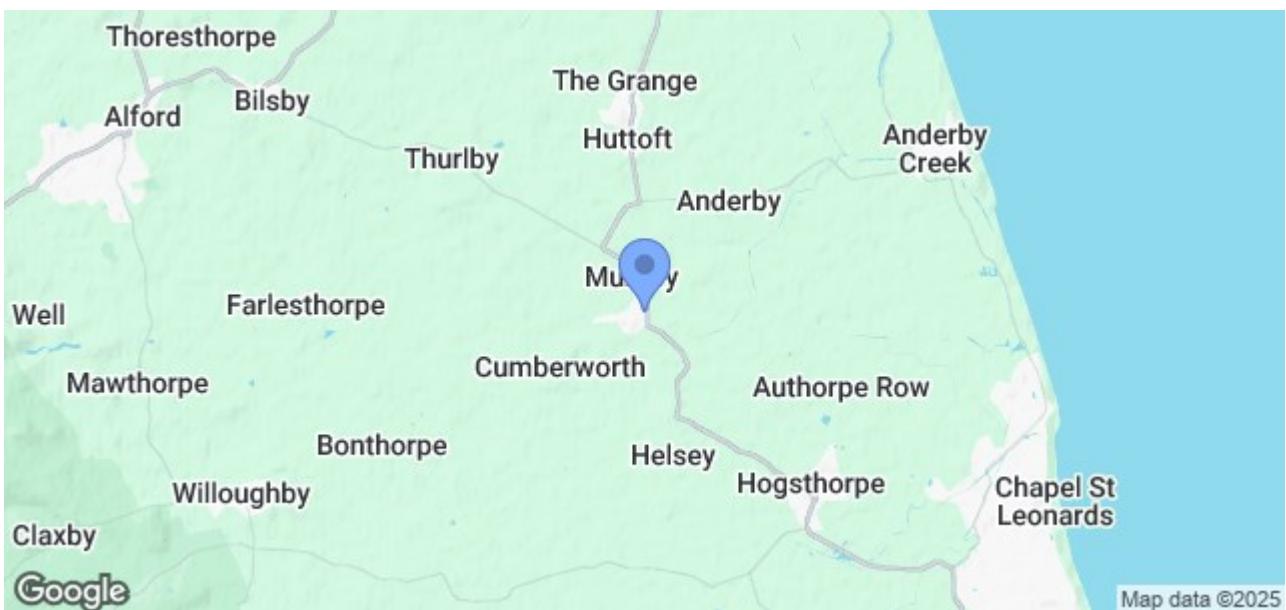 Thoresthorpe
The Grange
Bilsby
Alford
Huttoft
Anderby
Creek
Thurlby
Anderby
Farlesthorpe
Well
Cumberworth
Mawthorpe
Authorpe Row
Bonthorpe
Helsey
Hogsthorpe
Willoughby
Chapel St
Leonards
Claxby
Google
Map data ©2025